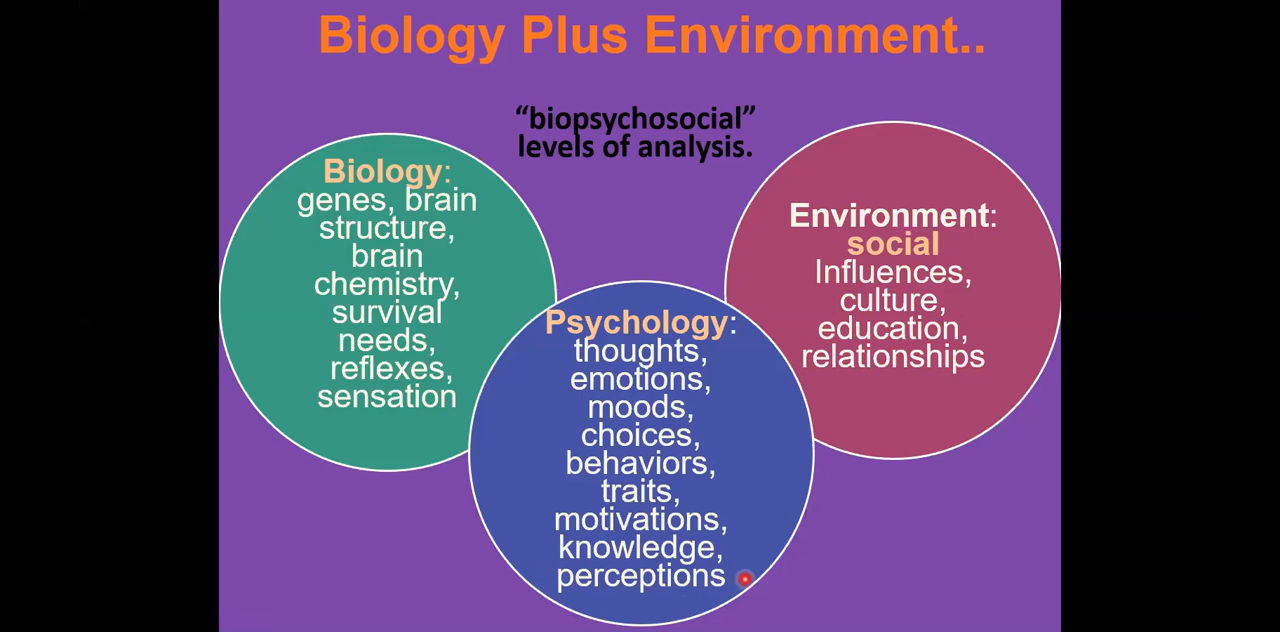 Biology Plus Environment..
“biopsychosocial”
levels of analysis.
Biology:
genes, brain
structure,
brain
chemistry,
survival
needs,
reflexes,
sensation
Psychology:
thoughts,
emotions,
moods,
choices,
behaviors,
traits,
motivations,
knowledge,
perceptions
Environment:
social
Influences,
culture,
education,
relationships